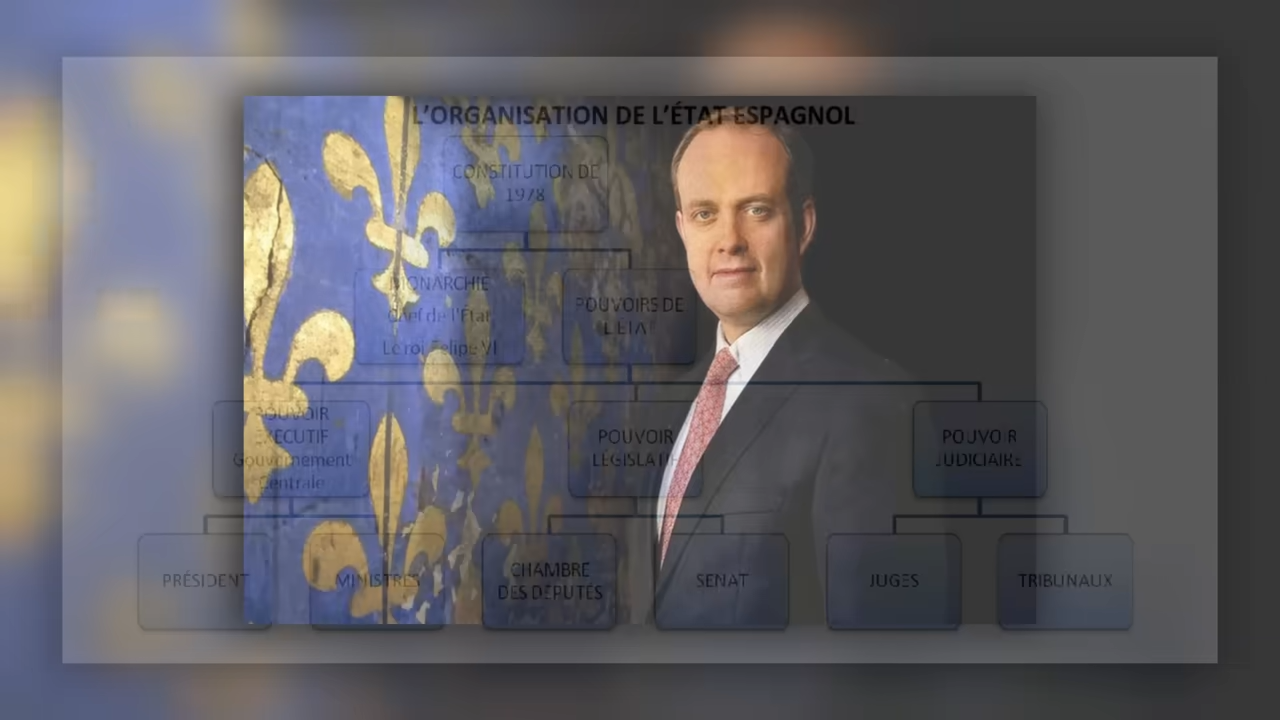 L'ORGANISATION DE L'ÉTAT ESPAGNOL
CONSTITUTION DE
1978
MONARCHIE
Chef de l'État
Le roi Felipe VI
POUVOIRS DE
L'ÉTAT
POUVOIR
EXÉCUTIF
Gouvernement
Centrale
POUVOIR
LÉGISLATIF
POUVOIR
JUDICIAIRE
PRÉSIDENT
MINISTRES
CHAMBRE
DES DÉPUTÉS
SENAT
JUGES
TRIBUNAUX